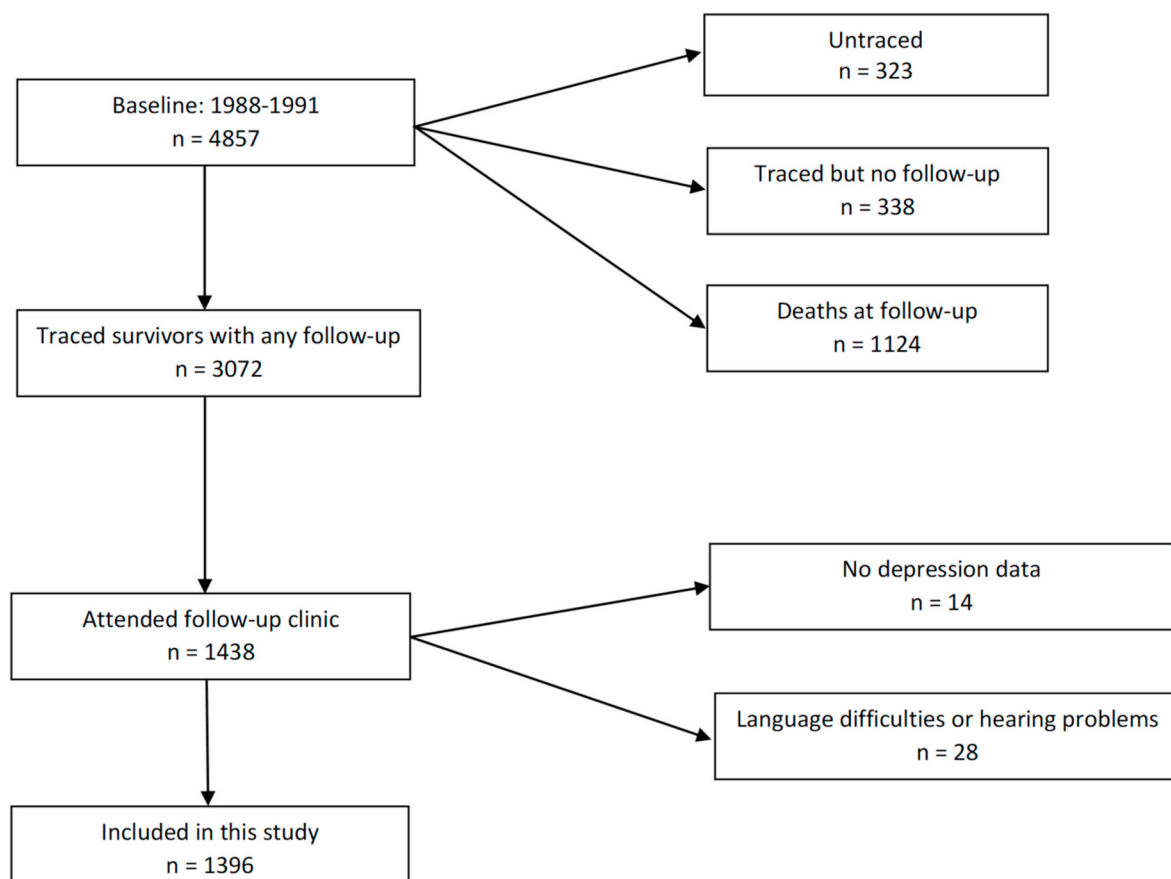 Untraced
n = 323
Baseline: 1988-1991
n = 4857
Traced but no follow-up
n = 338
Deaths at follow-up
n = 1124
Traced survivors with any follow-up
n = 3072
No depression data
n = 14
Attended follow-up clinic
n = 1438
Language difficulties or hearing problems
n = 28
Included in this study
n = 1396